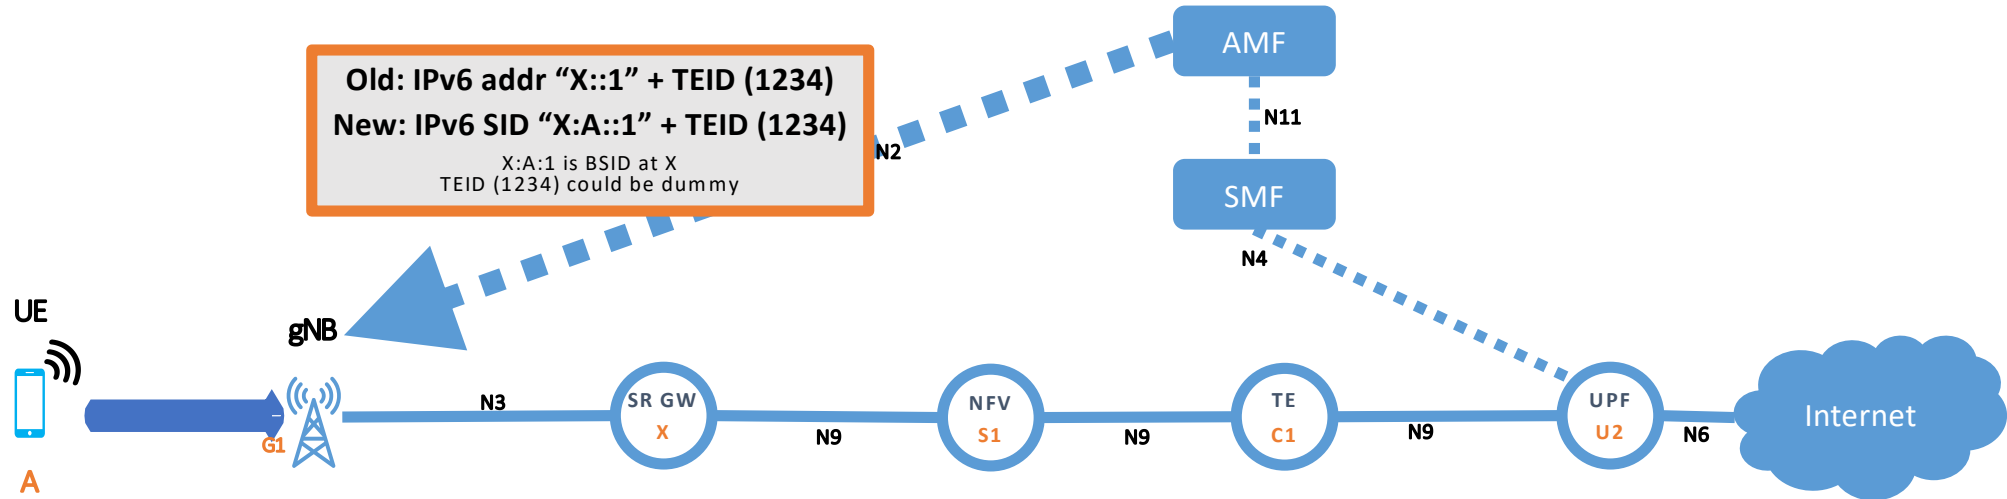 AMF
Old: IPv6 addr “X::1” + TEID (1234)
New: IPv6 SID “X:A::1” + TEID (1234)
X:A:1 is BSID at X
TEID (1234) could be dummy
N2
N11
SMF
N4
UE
gNB
SR GW
X
NFV
S1
TE
C1
UPF
U2
Internet
N3
N9
N9
N9
N6
G1
A